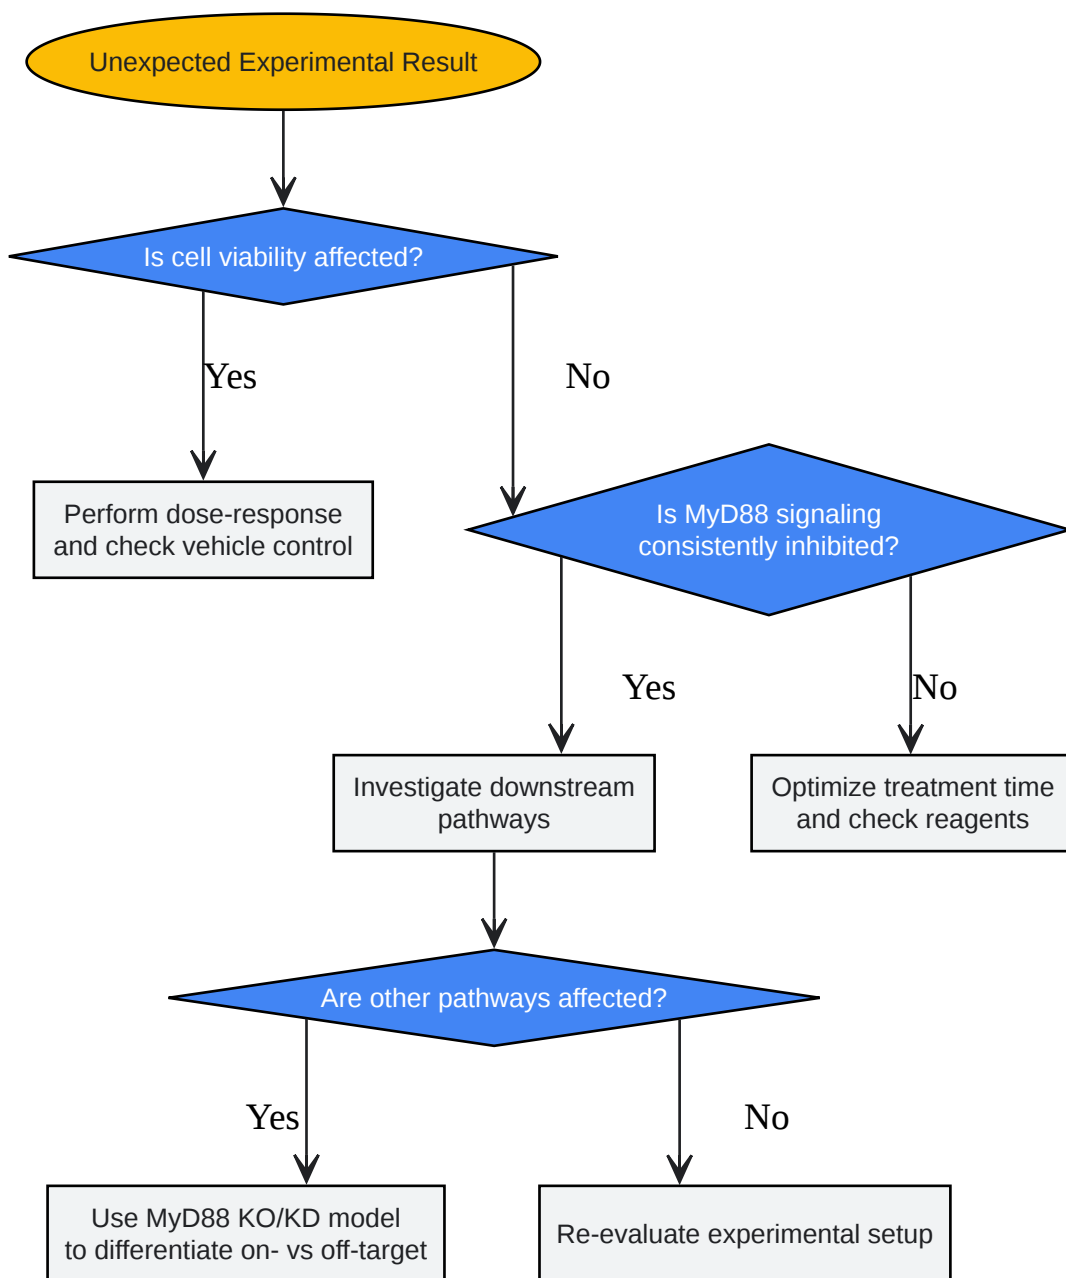 Unexpected Experimental Result
Is cell viability affected?
Yes
No
Perform dose-response
and check vehicle control
Is MyD88 signaling
consistently inhibited?
Yes
No
Investigate downstream
pathways
Optimize treatment time
and check reagents
Are other pathways affected?
Yes
No
Use MyD88 KO/KD model
to differentiate on- vs off-target
Re-evaluate experimental setup